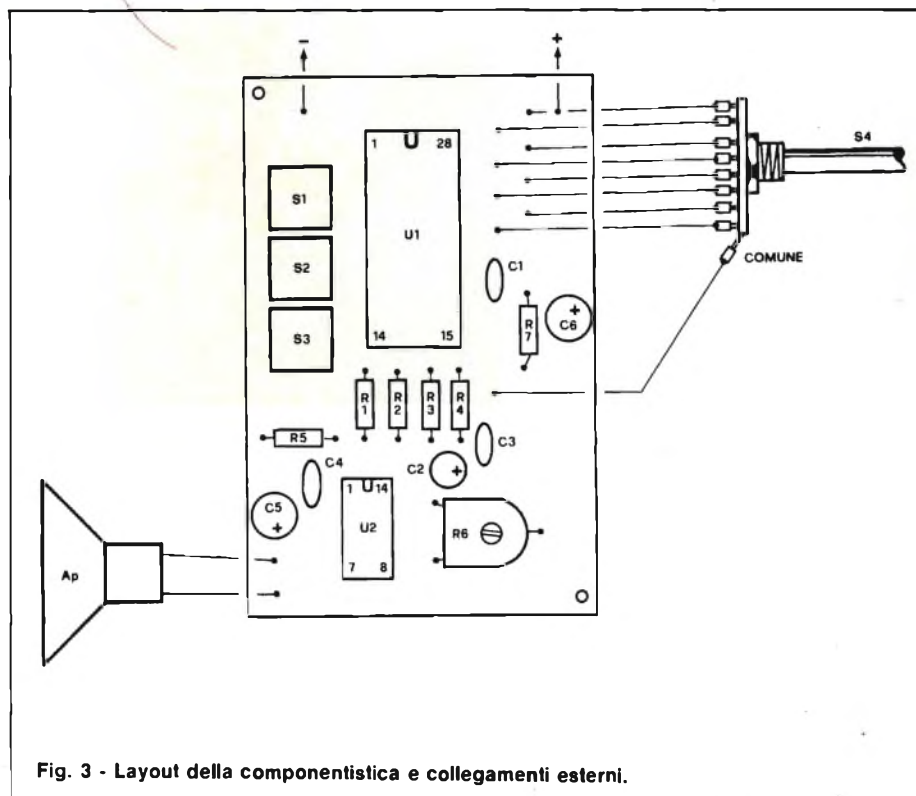 - +
1 28
S4
S1
U1
S2
C1
COMUNE
S3
R7
C6
14 15
R1 R2 R3 R4
R5
C3
C4
C2
1 14
C5
U2
R6
Ap
7 8
Fig. 3 - Layout della componentistica e collegamenti esterni.